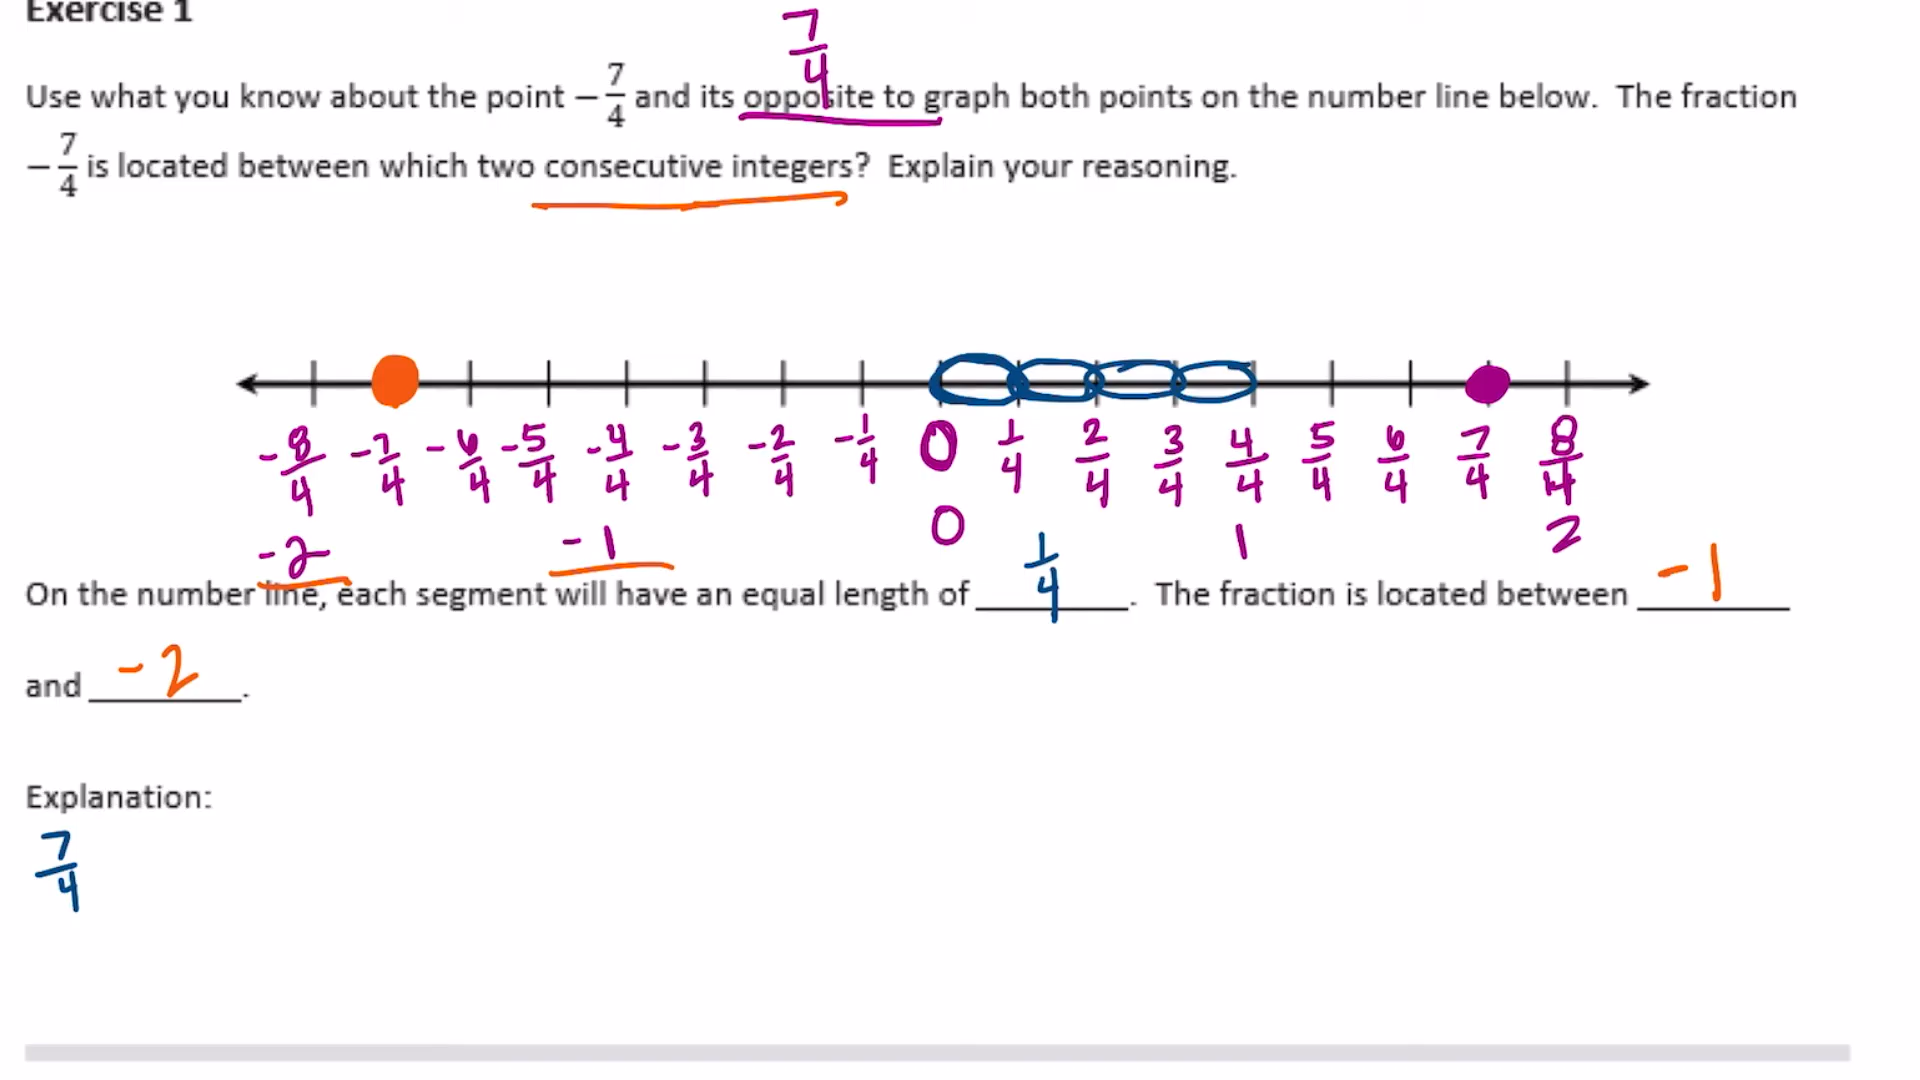 Exercise 1
7/4
Use what you know about the point −7/4 and its opposite to graph both points on the number line below. The fraction
−7/4 is located between which two consecutive integers? Explain your reasoning.
-8/4 -7/4 -6/4 -5/4 -4/4 -3/4 -2/4 -1/4 0 1/4 2/4 3/4 4/4 5/4 6/4 7/4 8/4
-2 -1 0 1 2
On the number line, each segment will have an equal length of 1/4. The fraction is located between -1
and -2.
Explanation:
7/4